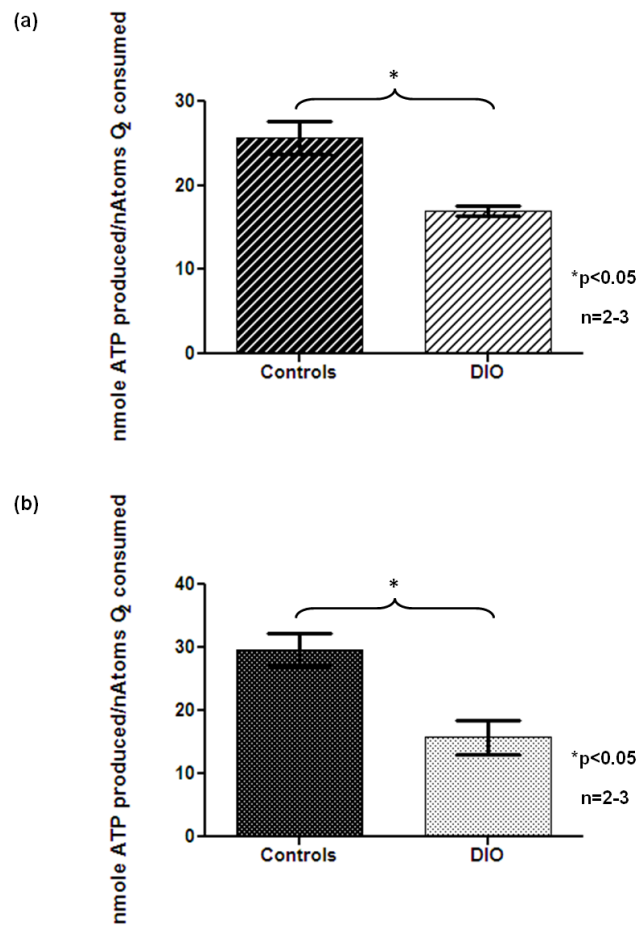 (a)
nmole ATP produced/nAtoms O2 consumed
*
30
20
10
0
Controls
DIO
*p<0.05
n=2-3
(b)
nmole ATP produced/nAtoms O2 consumed
*
40
30
20
10
0
Controls
DIO
*p<0.05
n=2-3